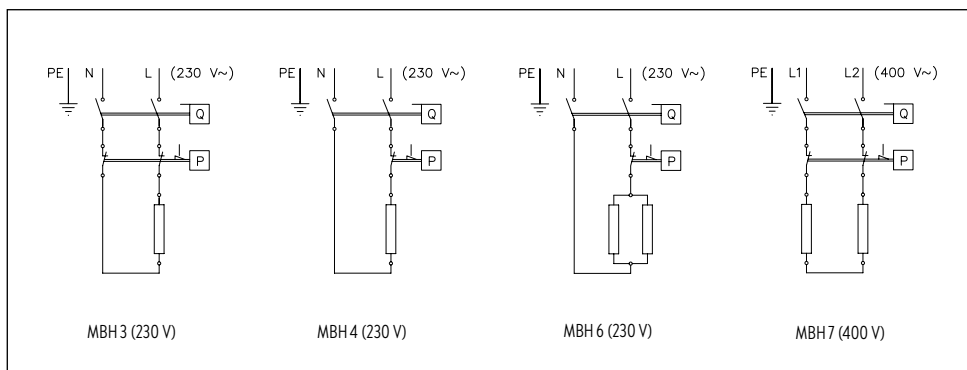 PE N L (230 V~) PE N L (230 V~) PE N L (230 V~) PE L1 L2 (400 V~)
Q Q Q Q
P P P P
MBH 3 (230 V) MBH 4 (230 V) MBH 6 (230 V) MBH 7 (400 V)